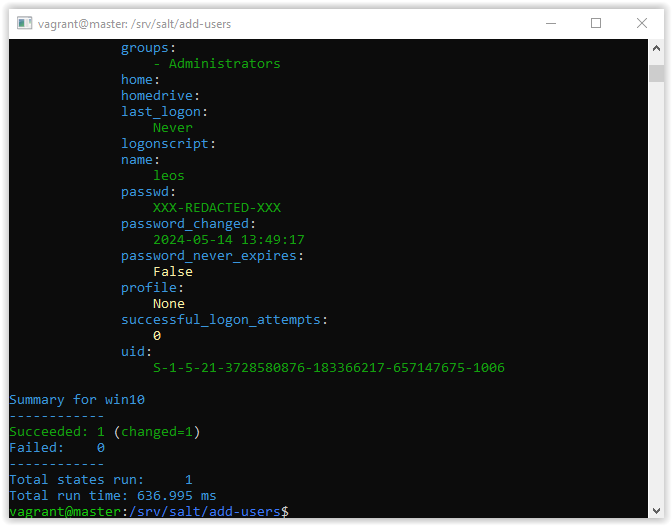 vagrant@master: /srv/salt/add-users
groups:
- Administrators
home:
homedrive:
last_logon:
Never
logonscript:
name:
leos
passwd:
XXX-REDACTED-XXX
password_changed:
2024-05-14 13:49:17
password_never_expires:
False
profile:
None
successful_logon_attempts:
0
uid:
S-1-5-21-3728580876-183366217-657147675-1006
Summary for win10
------------
Succeeded: 1 (changed=1)
Failed:    0
------------
Total states run:     1
Total run time: 636.995 ms
vagrant@master:/srv/salt/add-users$